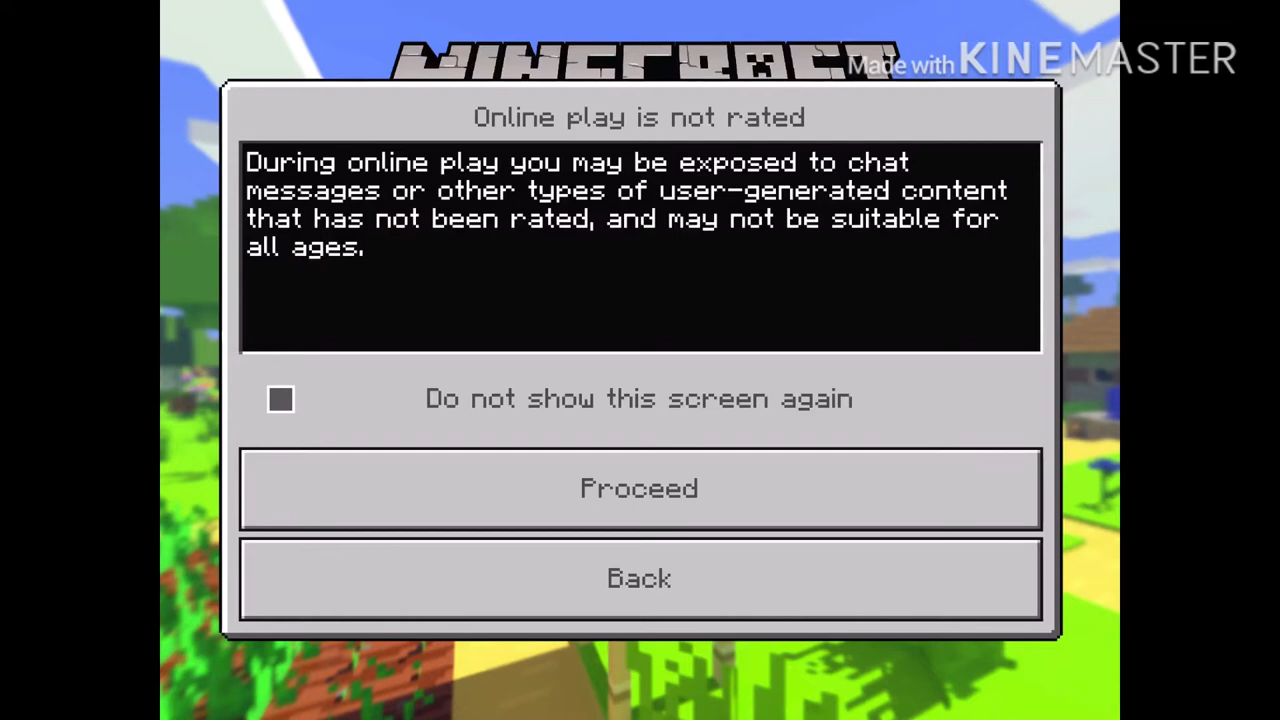 MINECRAFT
Made with KINEMASTER
Online play is not rated
During online play you may be exposed to chat
messages or other types of user-generated content
that has not been rated, and may not be suitable for
all ages.
Do not show this screen again
Proceed
Back